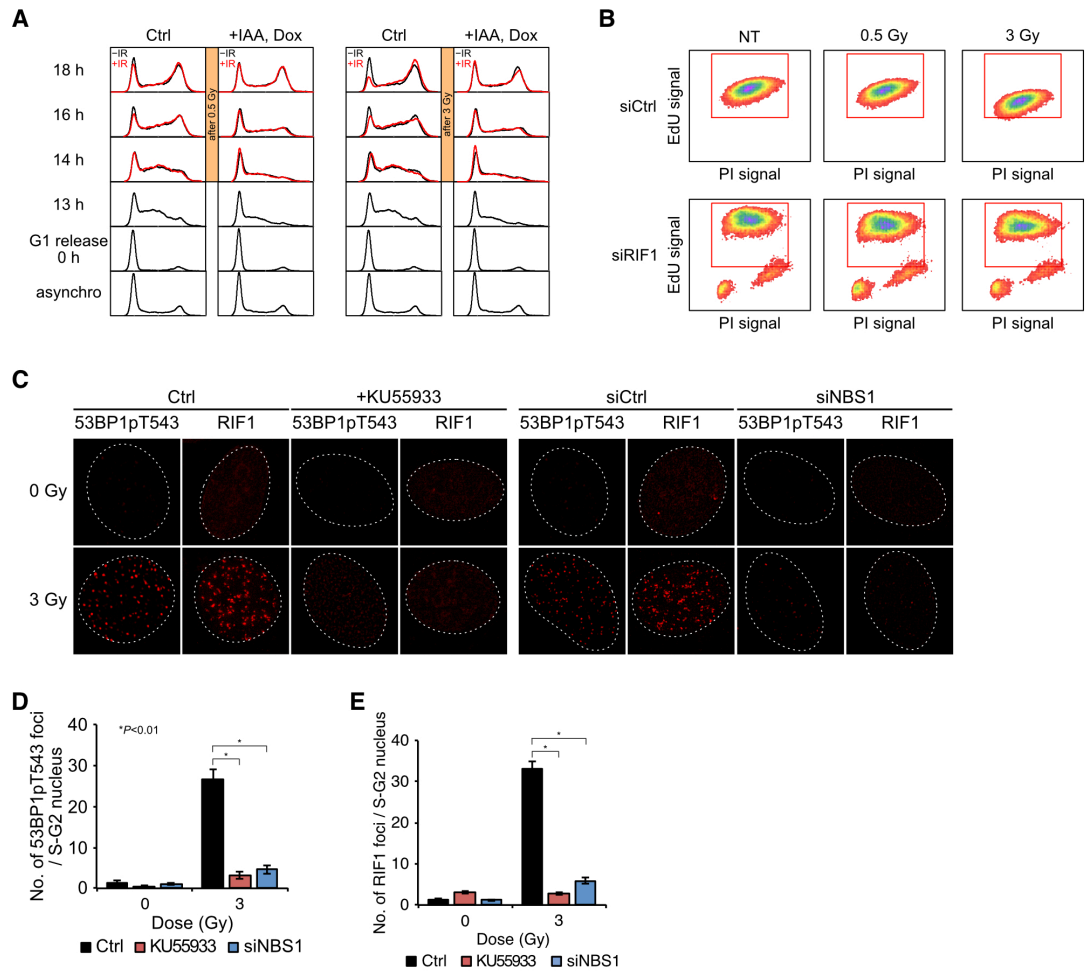 A
Ctrl
+IAA, Dox
Ctrl
+IAA, Dox
18 h
−IR
+IR
−IR
+IR
−IR
+IR
−IR
+IR
16 h
after 0.5 Gy
after 3 Gy
14 h
13 h
G1 release
0 h
asynchro
B
NT
0.5 Gy
3 Gy
siCtrl
EdU signal
PI signal
PI signal
PI signal
siRIF1
EdU signal
PI signal
PI signal
PI signal
C
Ctrl
+KU55933
siCtrl
siNBS1
53BP1pT543
RIF1
53BP1pT543
RIF1
53BP1pT543
RIF1
53BP1pT543
RIF1
0 Gy
3 Gy
D
*P<0.01
No. of 53BP1pT543 foci
/ S-G2 nucleus
40
30
20
10
0
*
*
0
3
Dose (Gy)
Ctrl
KU55933
siNBS1
E
No. of RIF1 foci / S-G2 nucleus
40
30
20
10
0
*
*
0
3
Dose (Gy)
Ctrl
KU55933
siNBS1